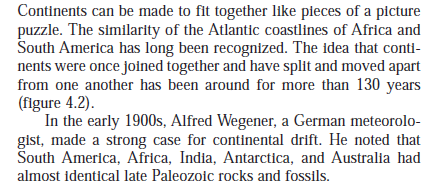 Continents can be made to fit together like pieces of a picture
puzzle. The similarity of the Atlantic coastlines of Africa and
South America has long been recognized. The idea that conti-
nents were once joined together and have split and moved apart
from one another has been around for more than 130 years
(figure 4.2).
In the early 1900s, Alfred Wegener, a German meteorolo-
gist, made a strong case for continental drift. He noted that
South America, Africa, India, Antarctica, and Australia had
almost identical late Paleozoic rocks and fossils.